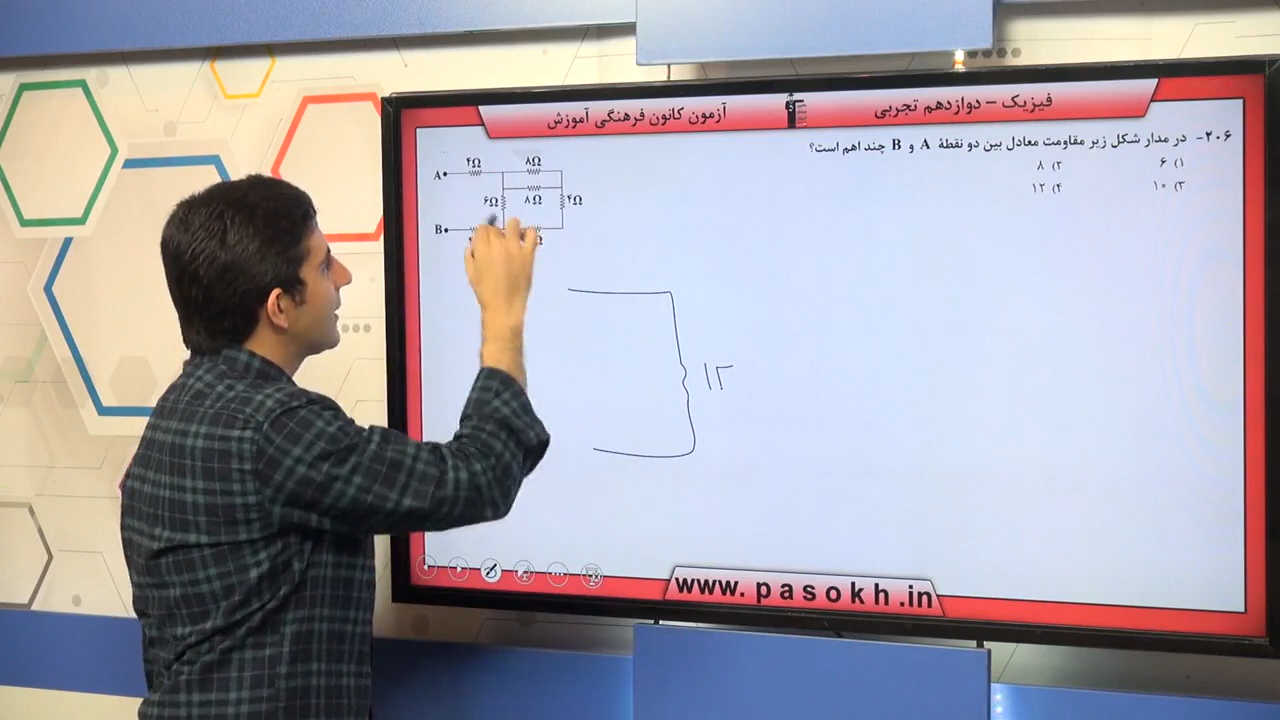 فیزیک – دوازدهم تجربی
آزمون کانون فرهنگی آموزش
۲۰۶- در مدار شکل زیر مقاومت معادل بین دو نقطهٔ A و B چند اهم است؟
۱) ۶
۲) ۸
۳) ۱۰
۴) ۱۲
۴Ω
۸Ω
A
۶Ω
۸Ω
۴Ω
B
Ω
۱۲
www.pasokh.in